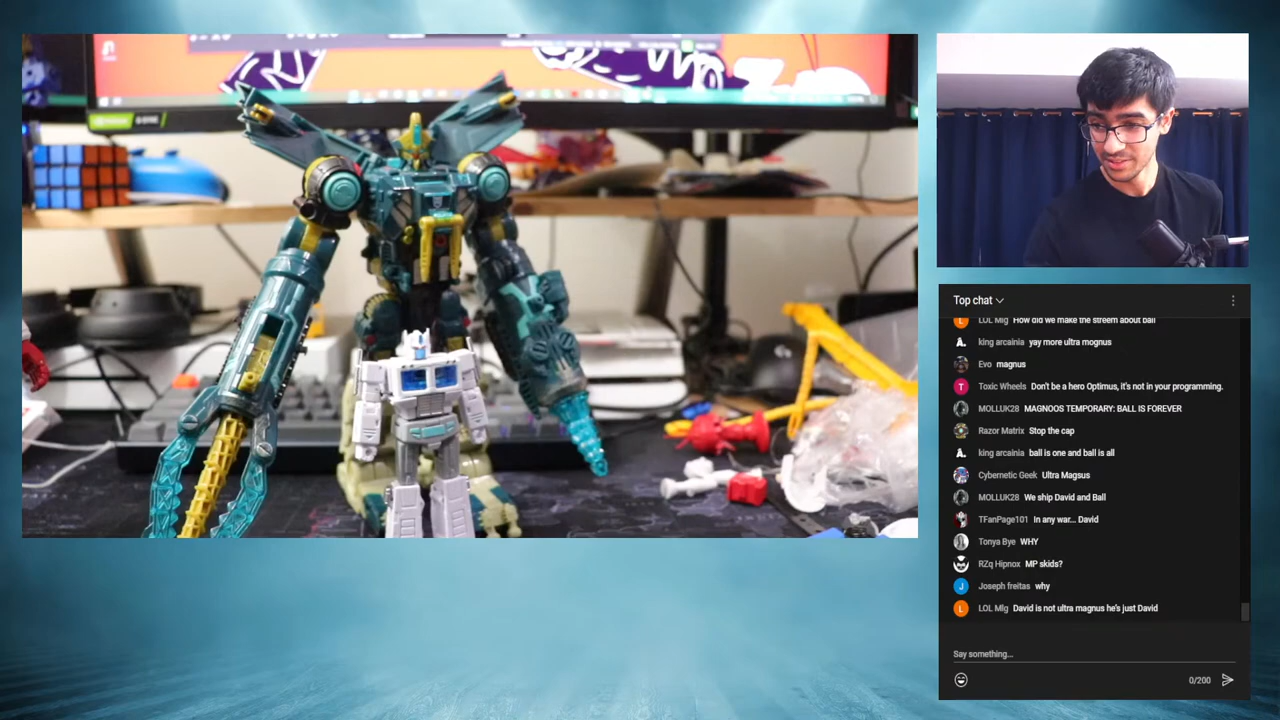 Top chat
LOL Mlg How did we make the streem about ball
king arcainia yay more ultra mognus
Evo magnus
Toxic Wheels Don't be a hero Optimus, it's not in your programming.
MOLLUK28 MAGNOOS TEMPORARY: BALL IS FOREVER
Razor Matrix Stop the cap
king arcainia ball is one and ball is all
Cybernetic Geek Ultra Magsus
MOLLUK28 We ship David and Ball
TFanPage101 In any war... David
Tonya Bye WHY
RZq Hipnox MP skids?
Joseph freitas why
LOL Mlg David is not ultra magnus he's just David
Say something...
0/200